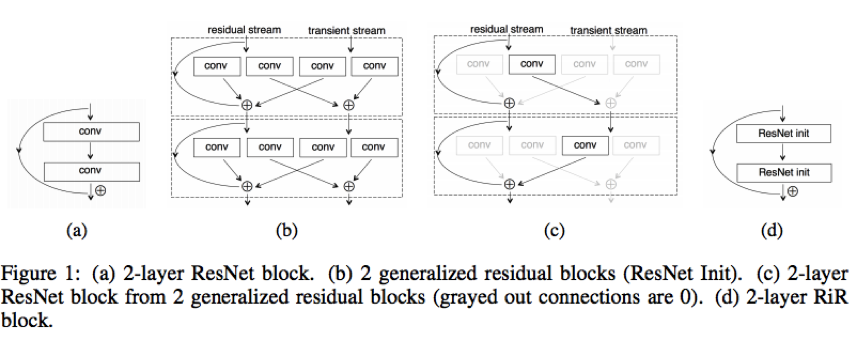 residual stream transient stream
conv conv conv conv
conv conv conv conv
residual stream transient stream
conv conv conv conv
conv conv conv conv
conv
conv
ResNet init
ResNet init
(a) (b) (c) (d)
Figure 1: (a) 2-layer ResNet block. (b) 2 generalized residual blocks (ResNet Init). (c) 2-layer
ResNet block from 2 generalized residual blocks (grayed out connections are 0). (d) 2-layer RiR
block.